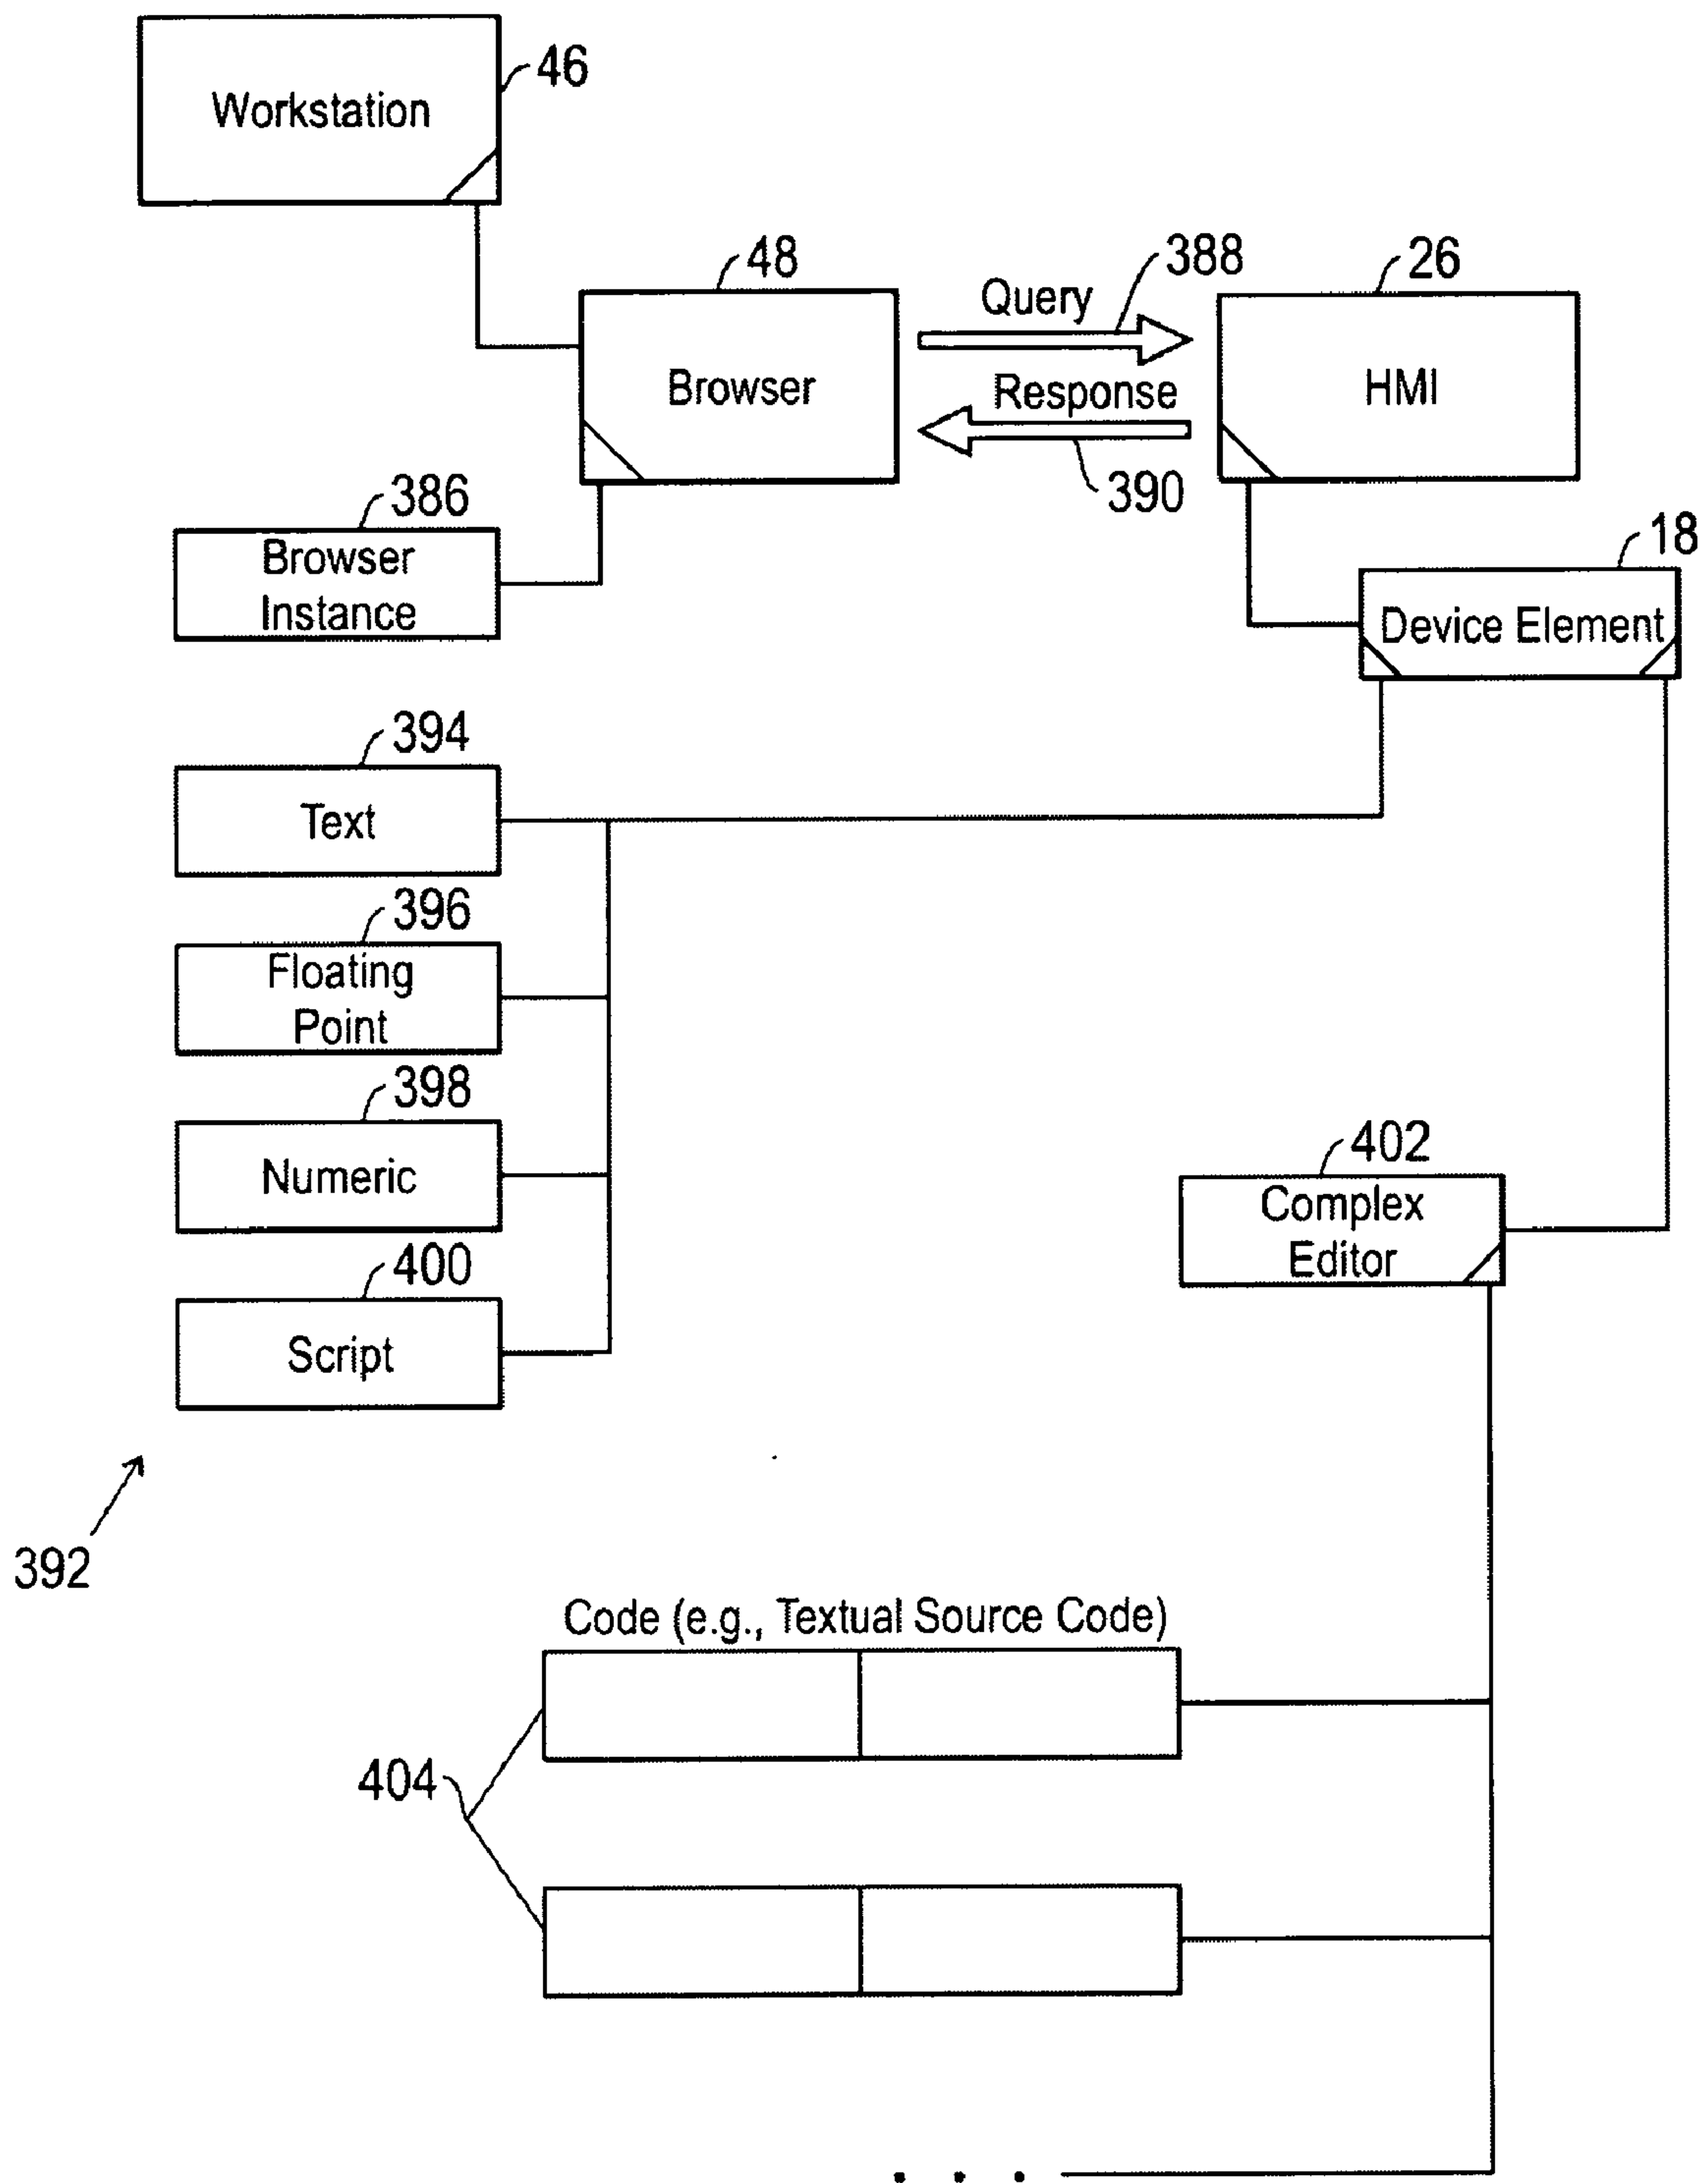 46
Workstation
48
388
26
Query
Browser
HMI
Response
390
386
18
Browser
Instance
Device Element
394
Text
396
Floating
Point
398
Numeric
402
Complex
Editor
400
Script
392
Code (e.g., Textual Source Code)
404
. . .